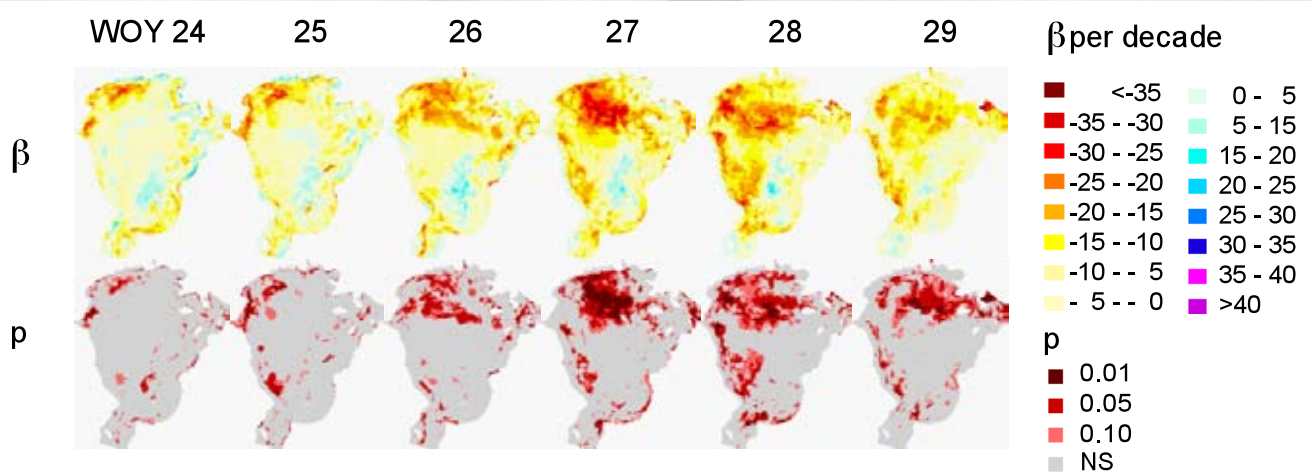 WOY 24 25 26 27 28 29
β per decade
<-35
-35 - -30
-30 - -25
-25 - -20
-20 - -15
-15 - -10
-10 - - 5
- 5 - - 0
0 - 5
5 - 15
15 - 20
20 - 25
25 - 30
30 - 35
35 - 40
>40
β
p
p
0.01
0.05
0.10
NS